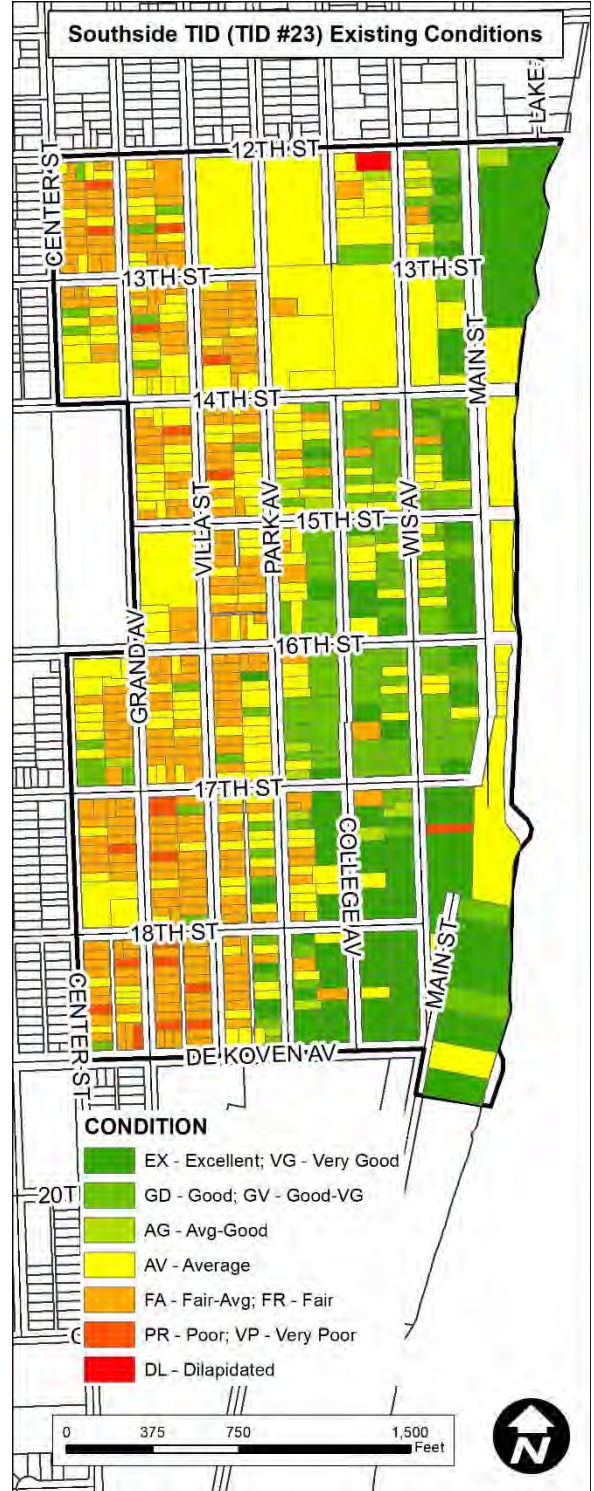 Southside TID (TID #23) Existing Conditions
LAKE
12TH ST
CENTER ST
13TH ST
13TH ST
MAIN ST
14TH ST
VILLA ST
PARK AV
15TH ST
WIS AV
GRAND AV
16TH ST
17TH ST
COLLEGE AV
18TH ST
MAIN ST
CENTER ST
DE KOVEN AV
CONDITION
EX - Excellent; VG - Very Good
GD - Good; GV - Good-VG
20T
AG - Avg-Good
AV - Average
FA - Fair-Avg; FR - Fair
PR - Poor; VP - Very Poor
DL - Dilapidated
0 375 750 1,500
Feet
N